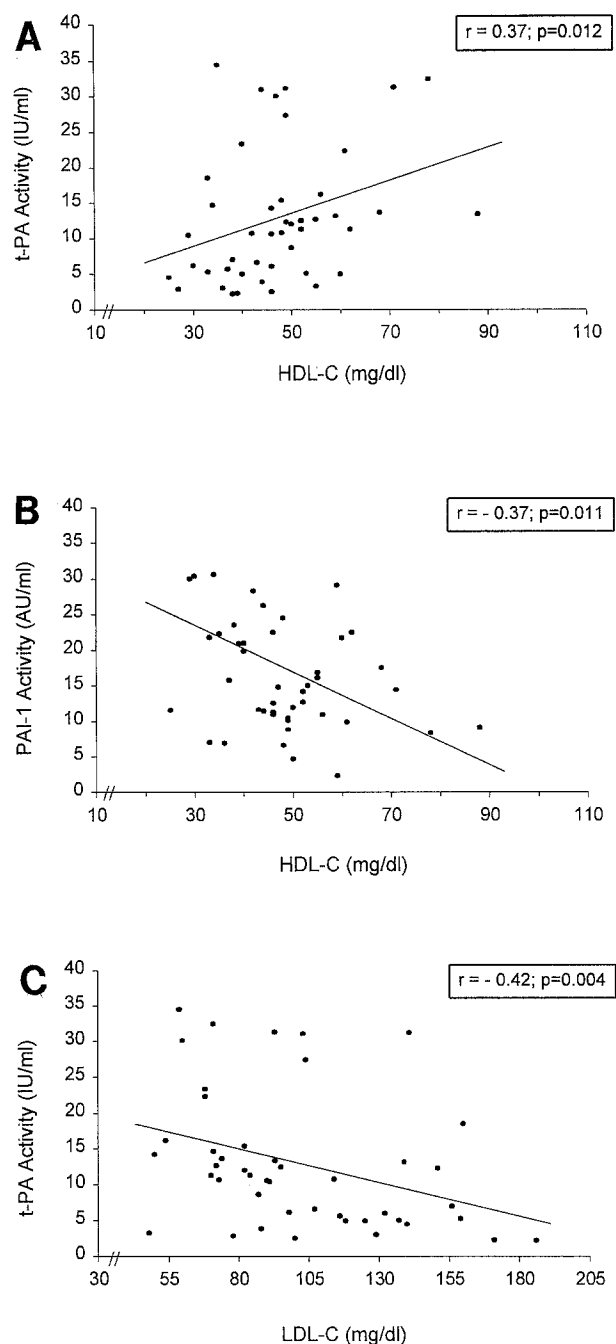 A
r = 0.37; p=0.012
t-PA Activity (IU/ml)
40
35
30
25
20
15
10
5
0
10 30 50 70 90 110
HDL-C (mg/dl)
B
r = - 0.37; p=0.011
PAI-1 Activity (AU/ml)
40
35
30
25
20
15
10
5
0
10 30 50 70 90 110
HDL-C (mg/dl)
C
r = - 0.42; p=0.004
t-PA Activity (IU/ml)
40
35
30
25
20
15
10
5
0
30 55 80 105 130 155 180 205
LDL-C (mg/dl)